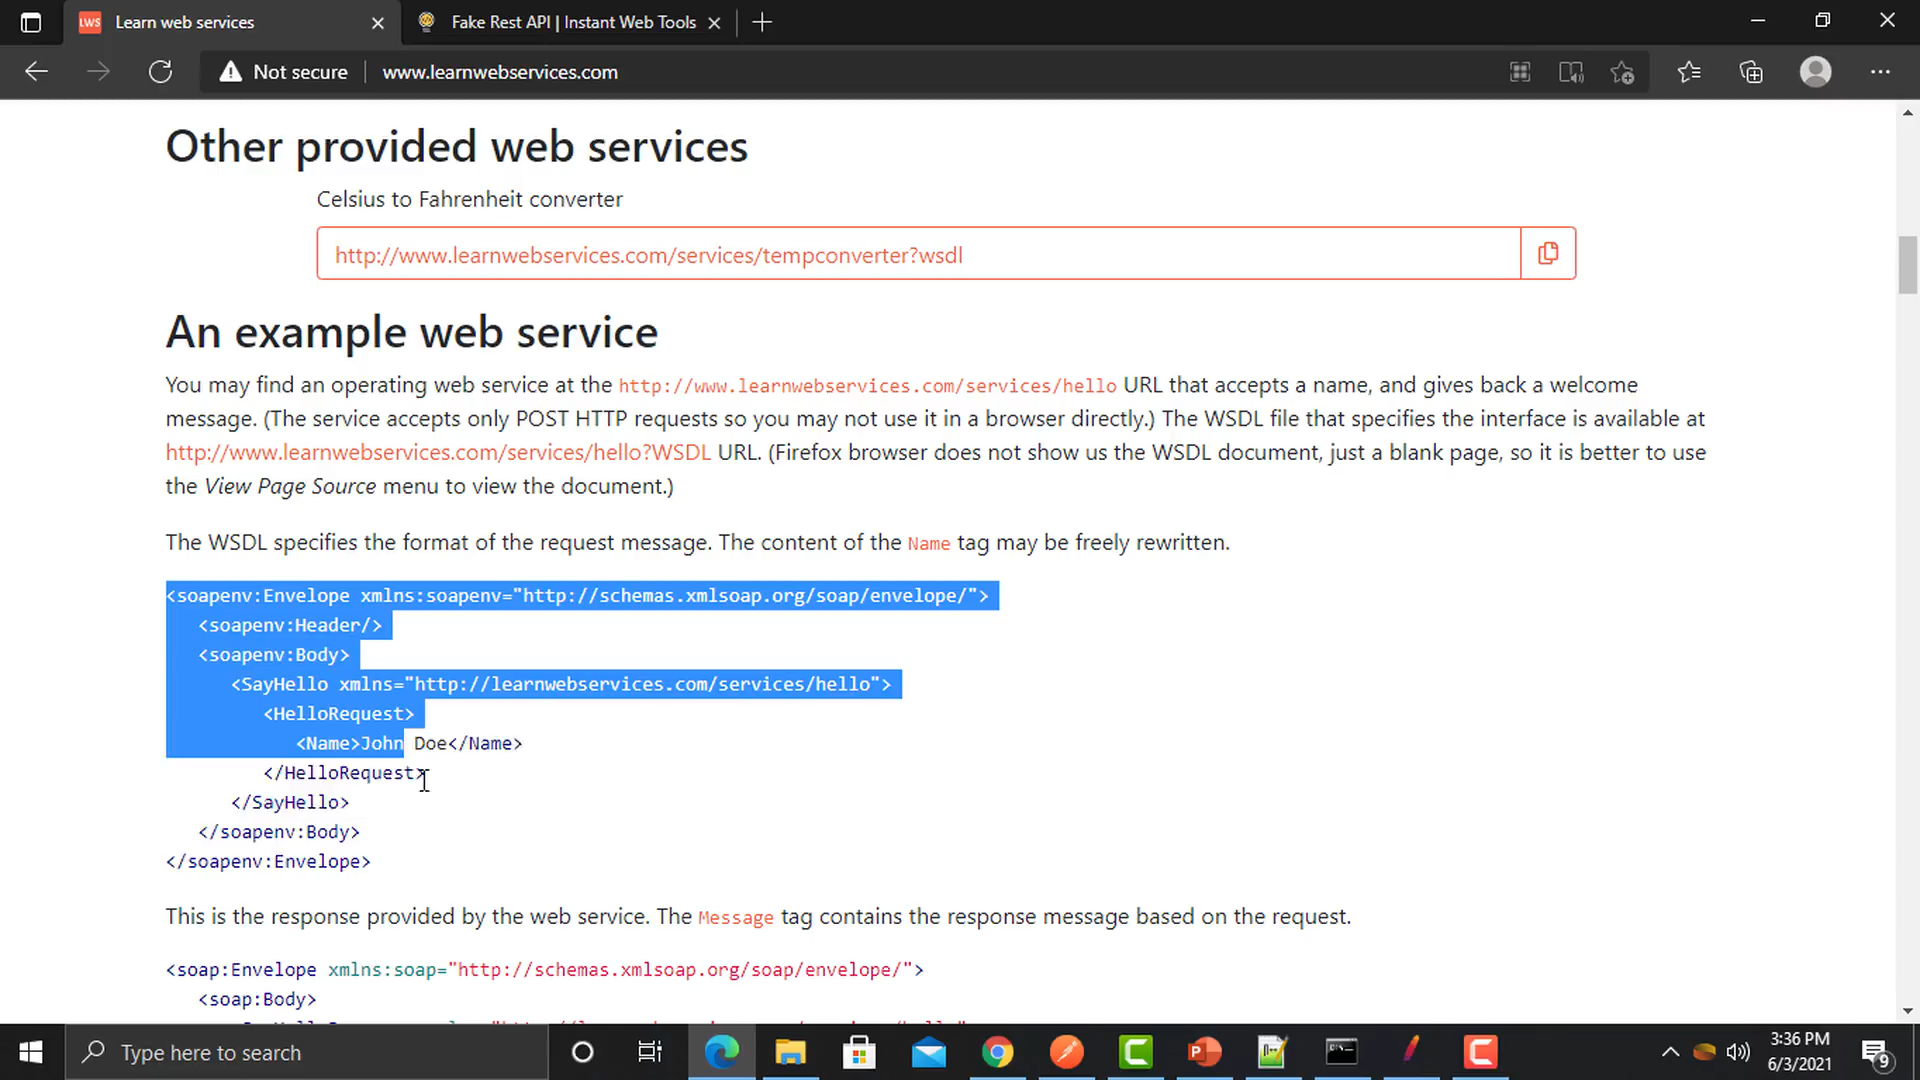 Learn web services
Fake Rest API | Instant Web Tools
Not secure
www.learnwebservices.com
Other provided web services
Celsius to Fahrenheit converter
http://www.learnwebservices.com/services/tempconverter?wsdl
An example web service
You may find an operating web service at the http://www.learnwebservices.com/services/hello URL that accepts a name, and gives back a welcome
message. (The service accepts only POST HTTP requests so you may not use it in a browser directly.) The WSDL file that specifies the interface is available at
http://www.learnwebservices.com/services/hello?WSDL URL. (Firefox browser does not show us the WSDL document, just a blank page, so it is better to use
the View Page Source menu to view the document.)
The WSDL specifies the format of the request message. The content of the Name tag may be freely rewritten.
<soapenv:Envelope xmlns:soapenv="http://schemas.xmlsoap.org/soap/envelope/">
<soapenv:Header/>
<soapenv:Body>
<SayHello xmlns="http://learnwebservices.com/services/hello">
<HelloRequest>
<Name>John Doe</Name>
</HelloRequest>
</SayHello>
</soapenv:Body>
</soapenv:Envelope>
This is the response provided by the web service. The Message tag contains the response message based on the request.
<soap:Envelope xmlns:soap="http://schemas.xmlsoap.org/soap/envelope/">
<soap:Body>
Type here to search
3:36 PM
6/3/2021
9